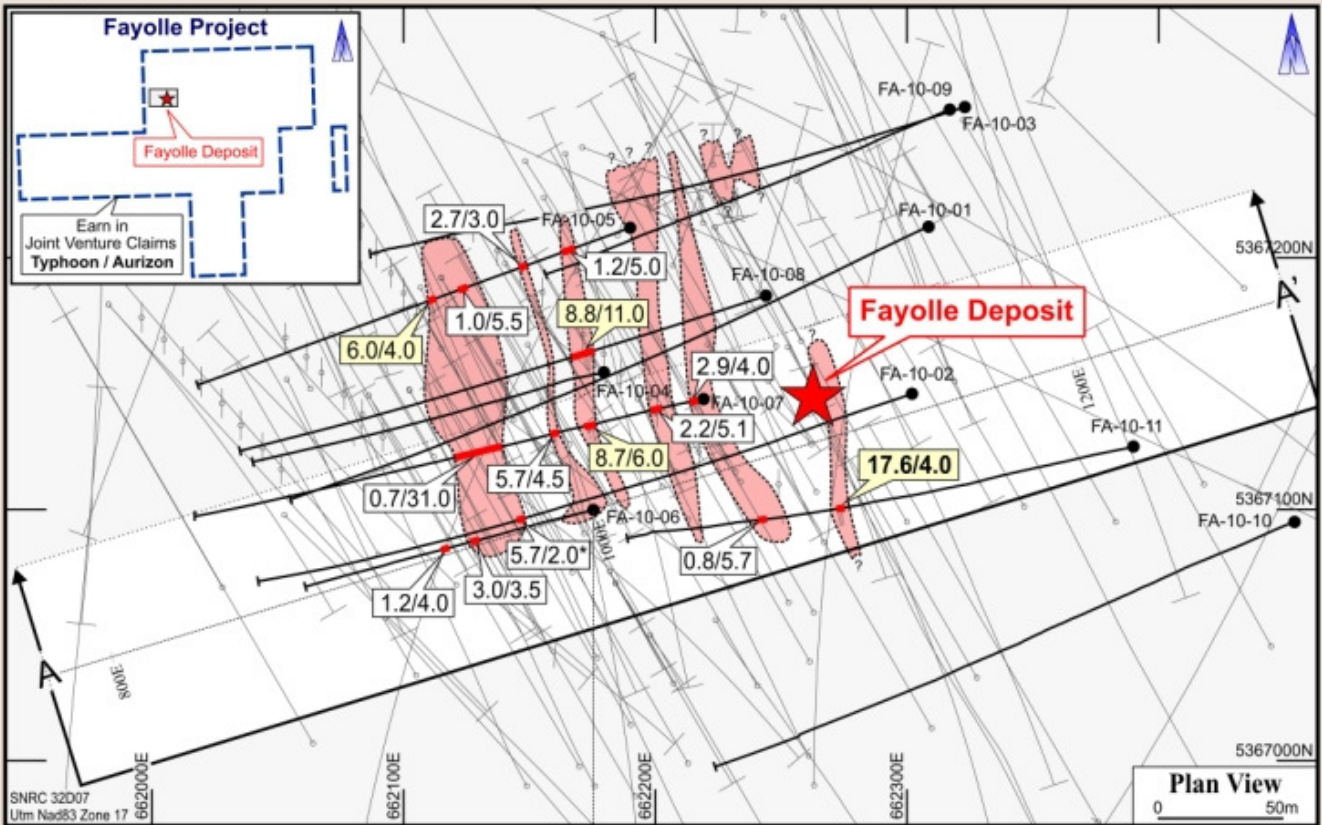 Fayolle Project
Fayolle Deposit
Earn in
Joint Venture Claims
Typhoon / Aurizon
FA-10-09
FA-10-03
FA-10-05
FA-10-01
FA-10-08
FA-10-04
FA-10-07
FA-10-02
FA-10-11
FA-10-06
FA-10-10
? ? ?
?
?
?
?
?
?
?
2.7/3.0
1.2/5.0
1.0/5.5
6.0/4.0
8.8/11.0
Fayolle Deposit
2.9/4.0
2.2/5.1
8.7/6.0
5.7/4.5
17.6/4.0
0.7/31.0
5.7/2.0*
0.8/5.7
3.0/3.5
1.2/4.0
5367200N
5367100N
5367000N
A
A'
800E
1000E
1200E
662000E
662100E
662200E
662300E
SNRC 32D07
Utm Nad83 Zone 17
Plan View
0 50m